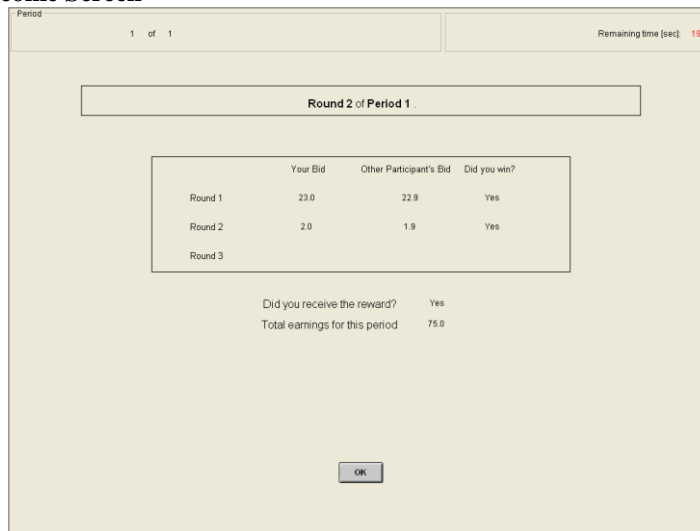 Period
1 of 1
Remaining time [sec]: 19
Round 2 of Period 1 .
Your Bid Other Participant's Bid Did you win?
Round 1 23.0 22.9 Yes
Round 2 2.0 1.9 Yes
Round 3
Did you receive the reward? Yes
Total earnings for this period 75.0
OK